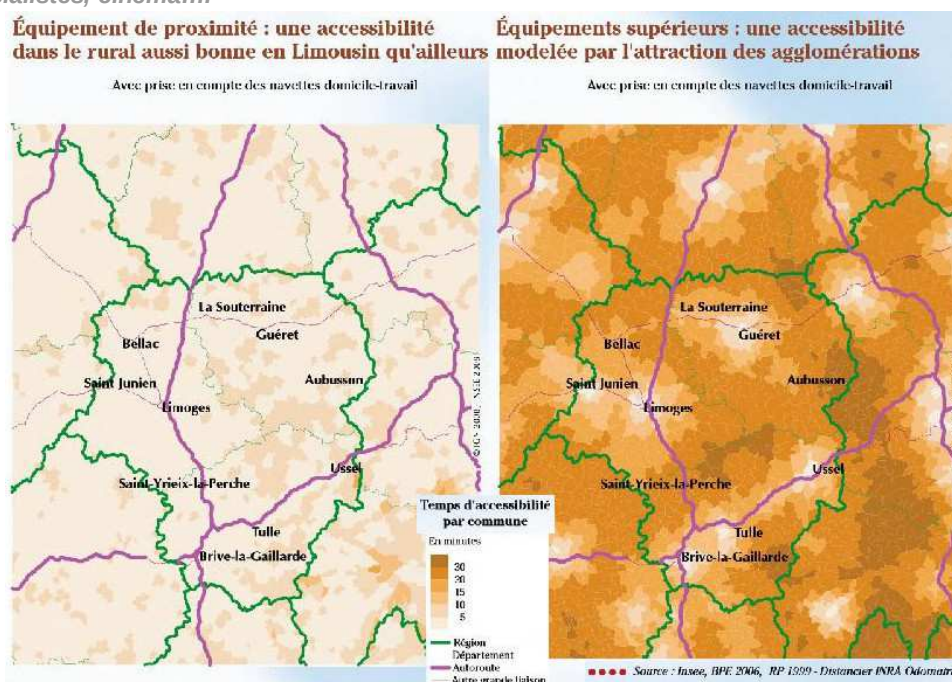 Équipement de proximité : une accessibilité
dans le rural aussi bonne en Limousin qu'ailleurs
Avec prise en compte des navettes domicile-travail
La Souterraine
Guéret
Bellac
Saint Junien
Aubusson
Limoges
Ussel
Saint-Yrieix-la-Perche
Tulle
Brive-la-Gaillarde
Équipements supérieurs : une accessibilité
modelée par l'attraction des agglomérations
Avec prise en compte des navettes domicile-travail
La Souterraine
Guéret
Bellac
Saint Junien
Aubusson
Limoges
Ussel
Saint-Yrieix-la-Perche
Tulle
Brive-la-Gaillarde
Temps d'accessibilité
par commune
En minutes
30
20
15
10
5
Région
Département
Autoroute
Autre grande liaison
Source : Insee, BPE 2006, RP 1999 - Distancier INRA